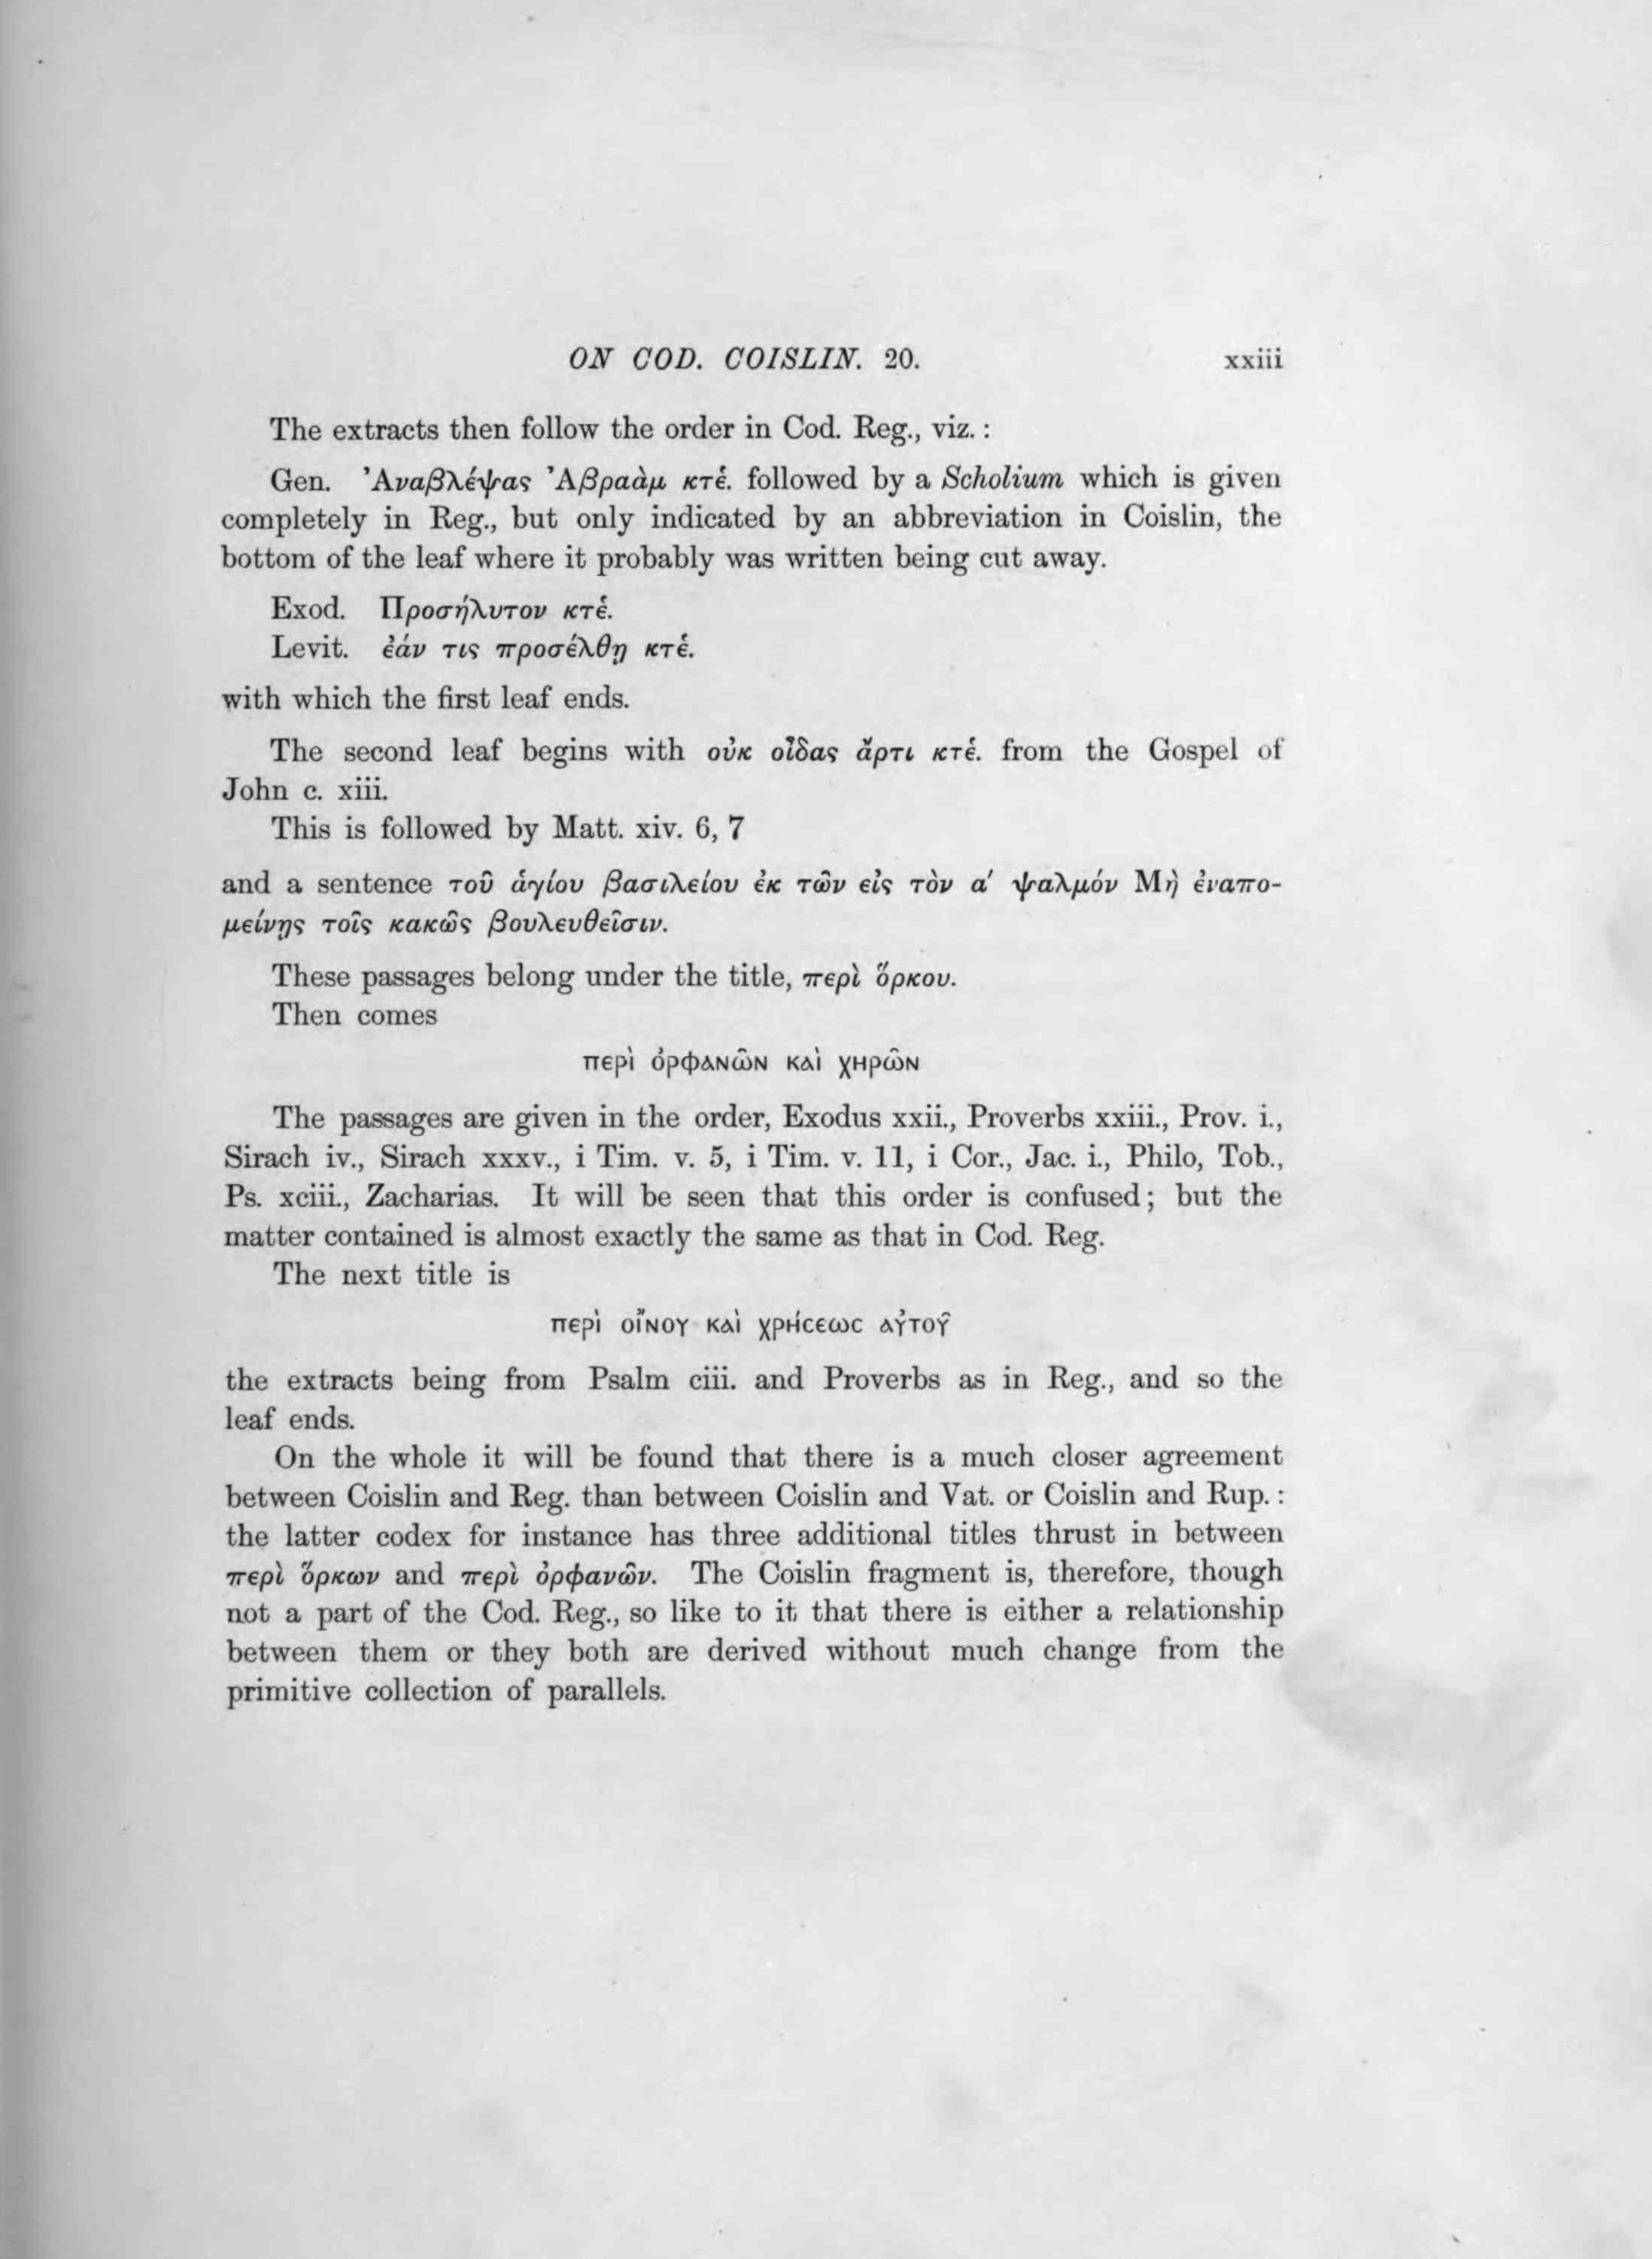 ON COD. COISLIN. 20. xxiii
The extracts then follow the order in Cod. Reg., viz. :
Gen. Ἀναβλέψας Ἀβραὰμ κτἑ. followed by a Scholium which is given
completely in Reg., but only indicated by an abbreviation in Coislin, the
bottom of the leaf where it probably was written being cut away.
Exod. Προσήλυτον κτἑ.
Levit. ἐάν τις προσέλθῃ κτἑ.
with which the first leaf ends.
The second leaf begins with οὐκ οἶδας ἄρτι κτἑ. from the Gospel of
John c. xiii.
This is followed by Matt. xiv. 6, 7
and a sentence τοῦ ἁγίου βασιλείου ἐκ τῶν εἰς τὸν α′ ψαλμόν Μὴ ἐναπο-
μείνῃς τοῖς κακῶς βουλευθεῖσιν.
These passages belong under the title, περὶ ὅρκου.
Then comes
περὶ ὀρφανῶν καὶ χηρῶν
The passages are given in the order, Exodus xxii., Proverbs xxiii., Prov. i.,
Sirach iv., Sirach xxxv., i Tim. v. 5, i Tim. v. 11, i Cor., Jac. i., Philo, Tob.,
Ps. xciii., Zacharias. It will be seen that this order is confused; but the
matter contained is almost exactly the same as that in Cod. Reg.
The next title is
περὶ οἴνου καὶ χρήσεως αὐτοῦ
the extracts being from Psalm ciii. and Proverbs as in Reg., and so the
leaf ends.
On the whole it will be found that there is a much closer agreement
between Coislin and Reg. than between Coislin and Vat. or Coislin and Rup. :
the latter codex for instance has three additional titles thrust in between
περὶ ὅρκων and περὶ ὀρφανῶν. The Coislin fragment is, therefore, though
not a part of the Cod. Reg., so like to it that there is either a relationship
between them or they both are derived without much change from the
primitive collection of parallels.